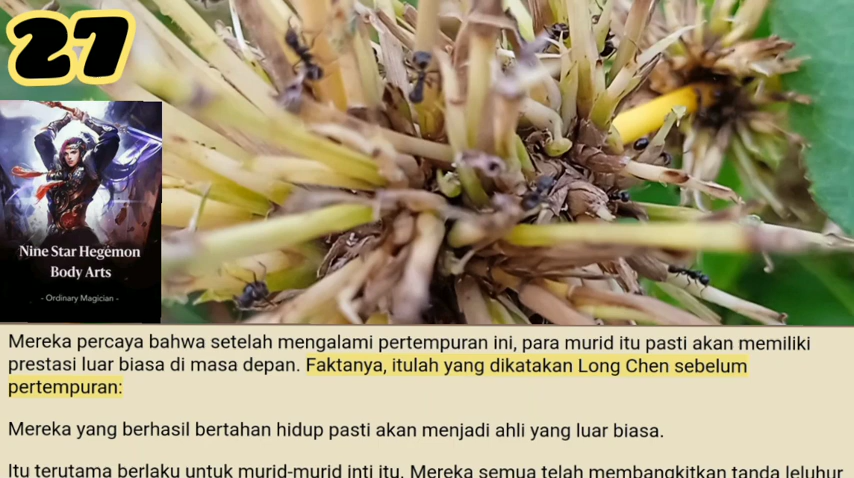 27
Nine Star Hegemon
Body Arts
- Ordinary Magician -
Mereka percaya bahwa setelah mengalami pertempuran ini, para murid itu pasti akan memiliki
prestasi luar biasa di masa depan. Faktanya, itulah yang dikatakan Long Chen sebelum
pertempuran:
Mereka yang berhasil bertahan hidup pasti akan menjadi ahli yang luar biasa.
Itu terutama berlaku untuk murid-murid inti itu. Mereka semua telah membangkitkan tanda leluhur